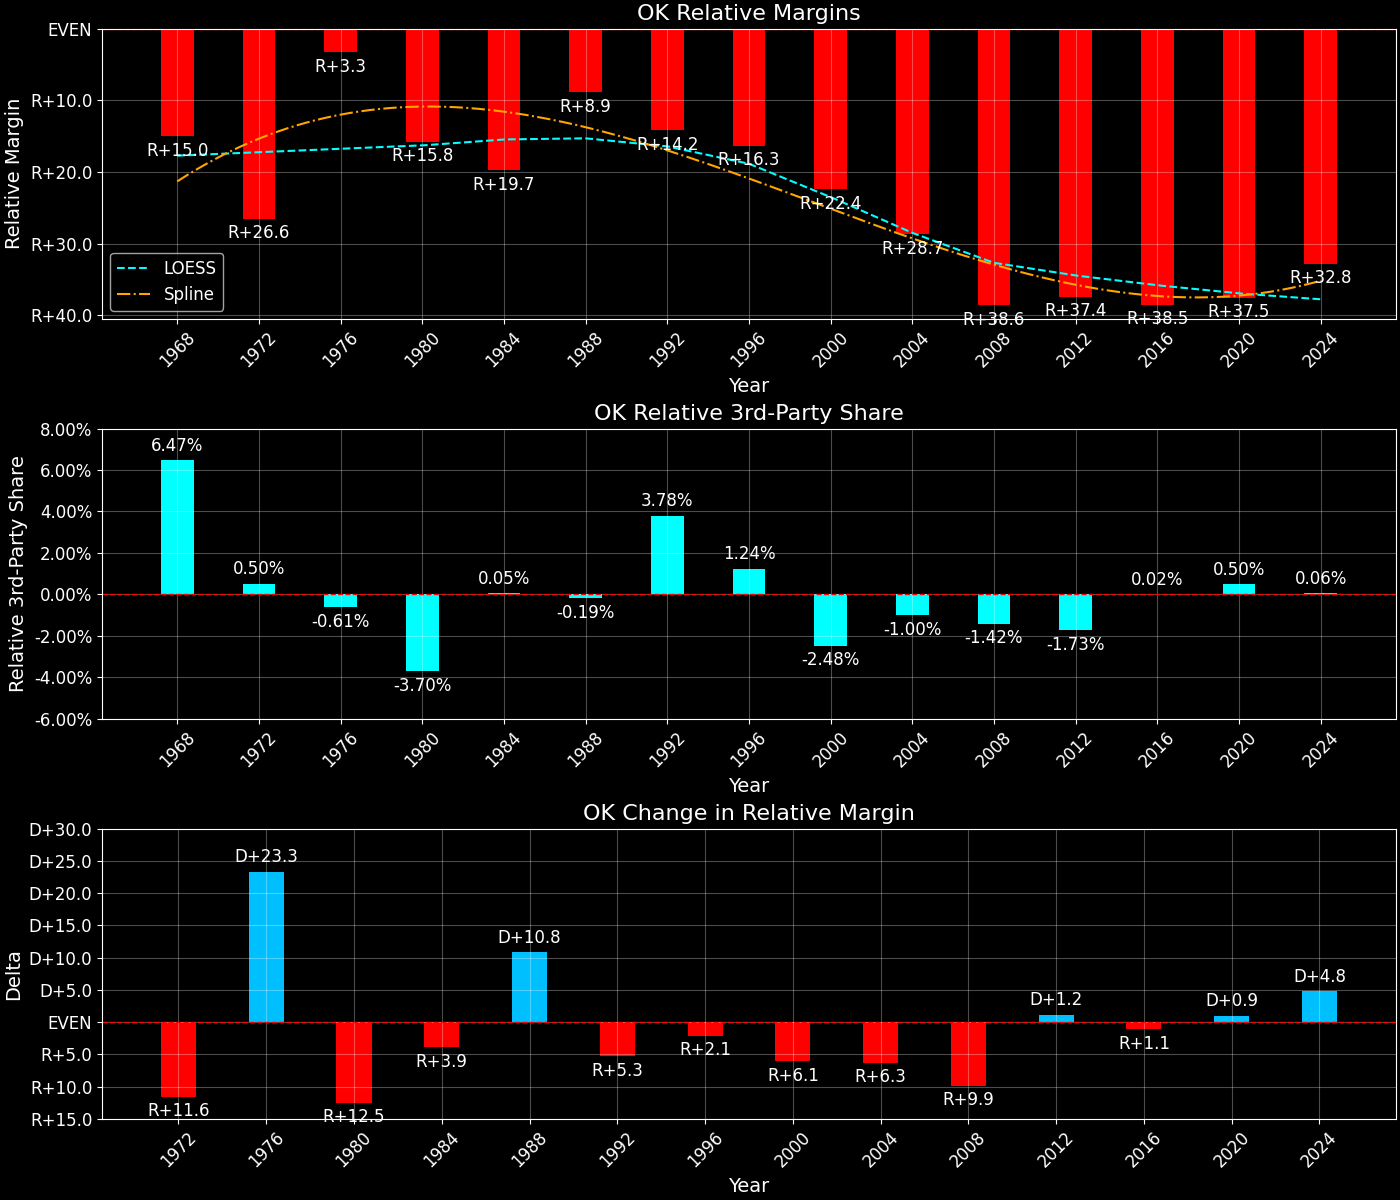 OK Relative Margins
Relative Margin
EVEN
R+10.0
R+20.0
R+30.0
R+40.0
R+15.0
R+26.6
R+3.3
R+15.8
R+19.7
R+8.9
R+14.2
R+16.3
R+22.4
R+28.7
R+38.6
R+37.4
R+38.5
R+37.5
R+32.8
LOESS
Spline
1968
1972
1976
1980
1984
1988
1992
1996
2000
2004
2008
2012
2016
2020
2024
Year
OK Relative 3rd-Party Share
Relative 3rd-Party Share
8.00%
6.00%
4.00%
2.00%
0.00%
-2.00%
-4.00%
-6.00%
6.47%
0.50%
-0.61%
-3.70%
0.05%
-0.19%
3.78%
1.24%
-2.48%
-1.00%
-1.42%
-1.73%
0.02%
0.50%
0.06%
1968
1972
1976
1980
1984
1988
1992
1996
2000
2004
2008
2012
2016
2020
2024
Year
OK Change in Relative Margin
Delta
D+30.0
D+25.0
D+20.0
D+15.0
D+10.0
D+5.0
EVEN
R+5.0
R+10.0
R+15.0
R+11.6
D+23.3
R+12.5
R+3.9
D+10.8
R+5.3
R+2.1
R+6.1
R+6.3
R+9.9
D+1.2
R+1.1
D+0.9
D+4.8
1972
1976
1980
1984
1988
1992
1996
2000
2004
2008
2012
2016
2020
2024
Year